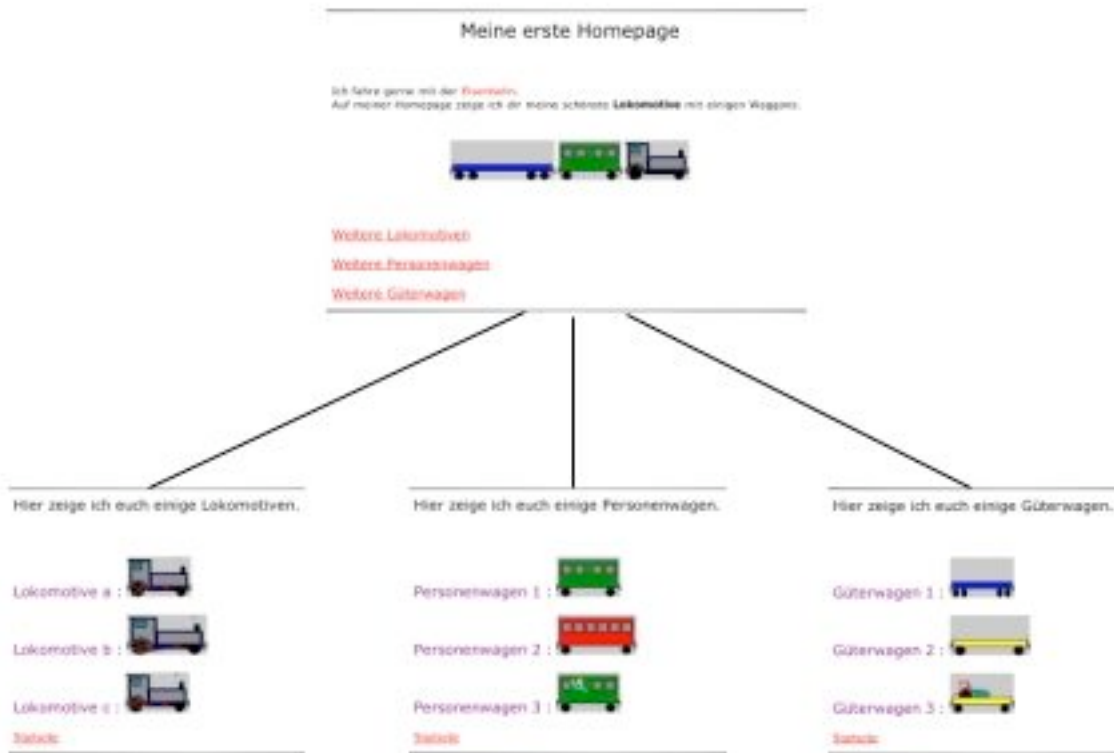 Meine erste Homepage
Ich fahre gerne mit der Eisenbahn.
Auf meiner Homepage zeige ich dir meine schönste Lokomotive mit einigen Waggons.
Weitere Lokomotiven
Weitere Personenwagen
Weitere Güterwagen
Hier zeige ich euch einige Lokomotiven.
Lokomotive a :
Lokomotive b :
Lokomotive c :
Startseite
Hier zeige ich euch einige Personenwagen.
Personenwagen 1 :
Personenwagen 2 :
Personenwagen 3 :
Startseite
Hier zeige ich euch einige Güterwagen.
Güterwagen 1 :
Güterwagen 2 :
Güterwagen 3 :
Startseite